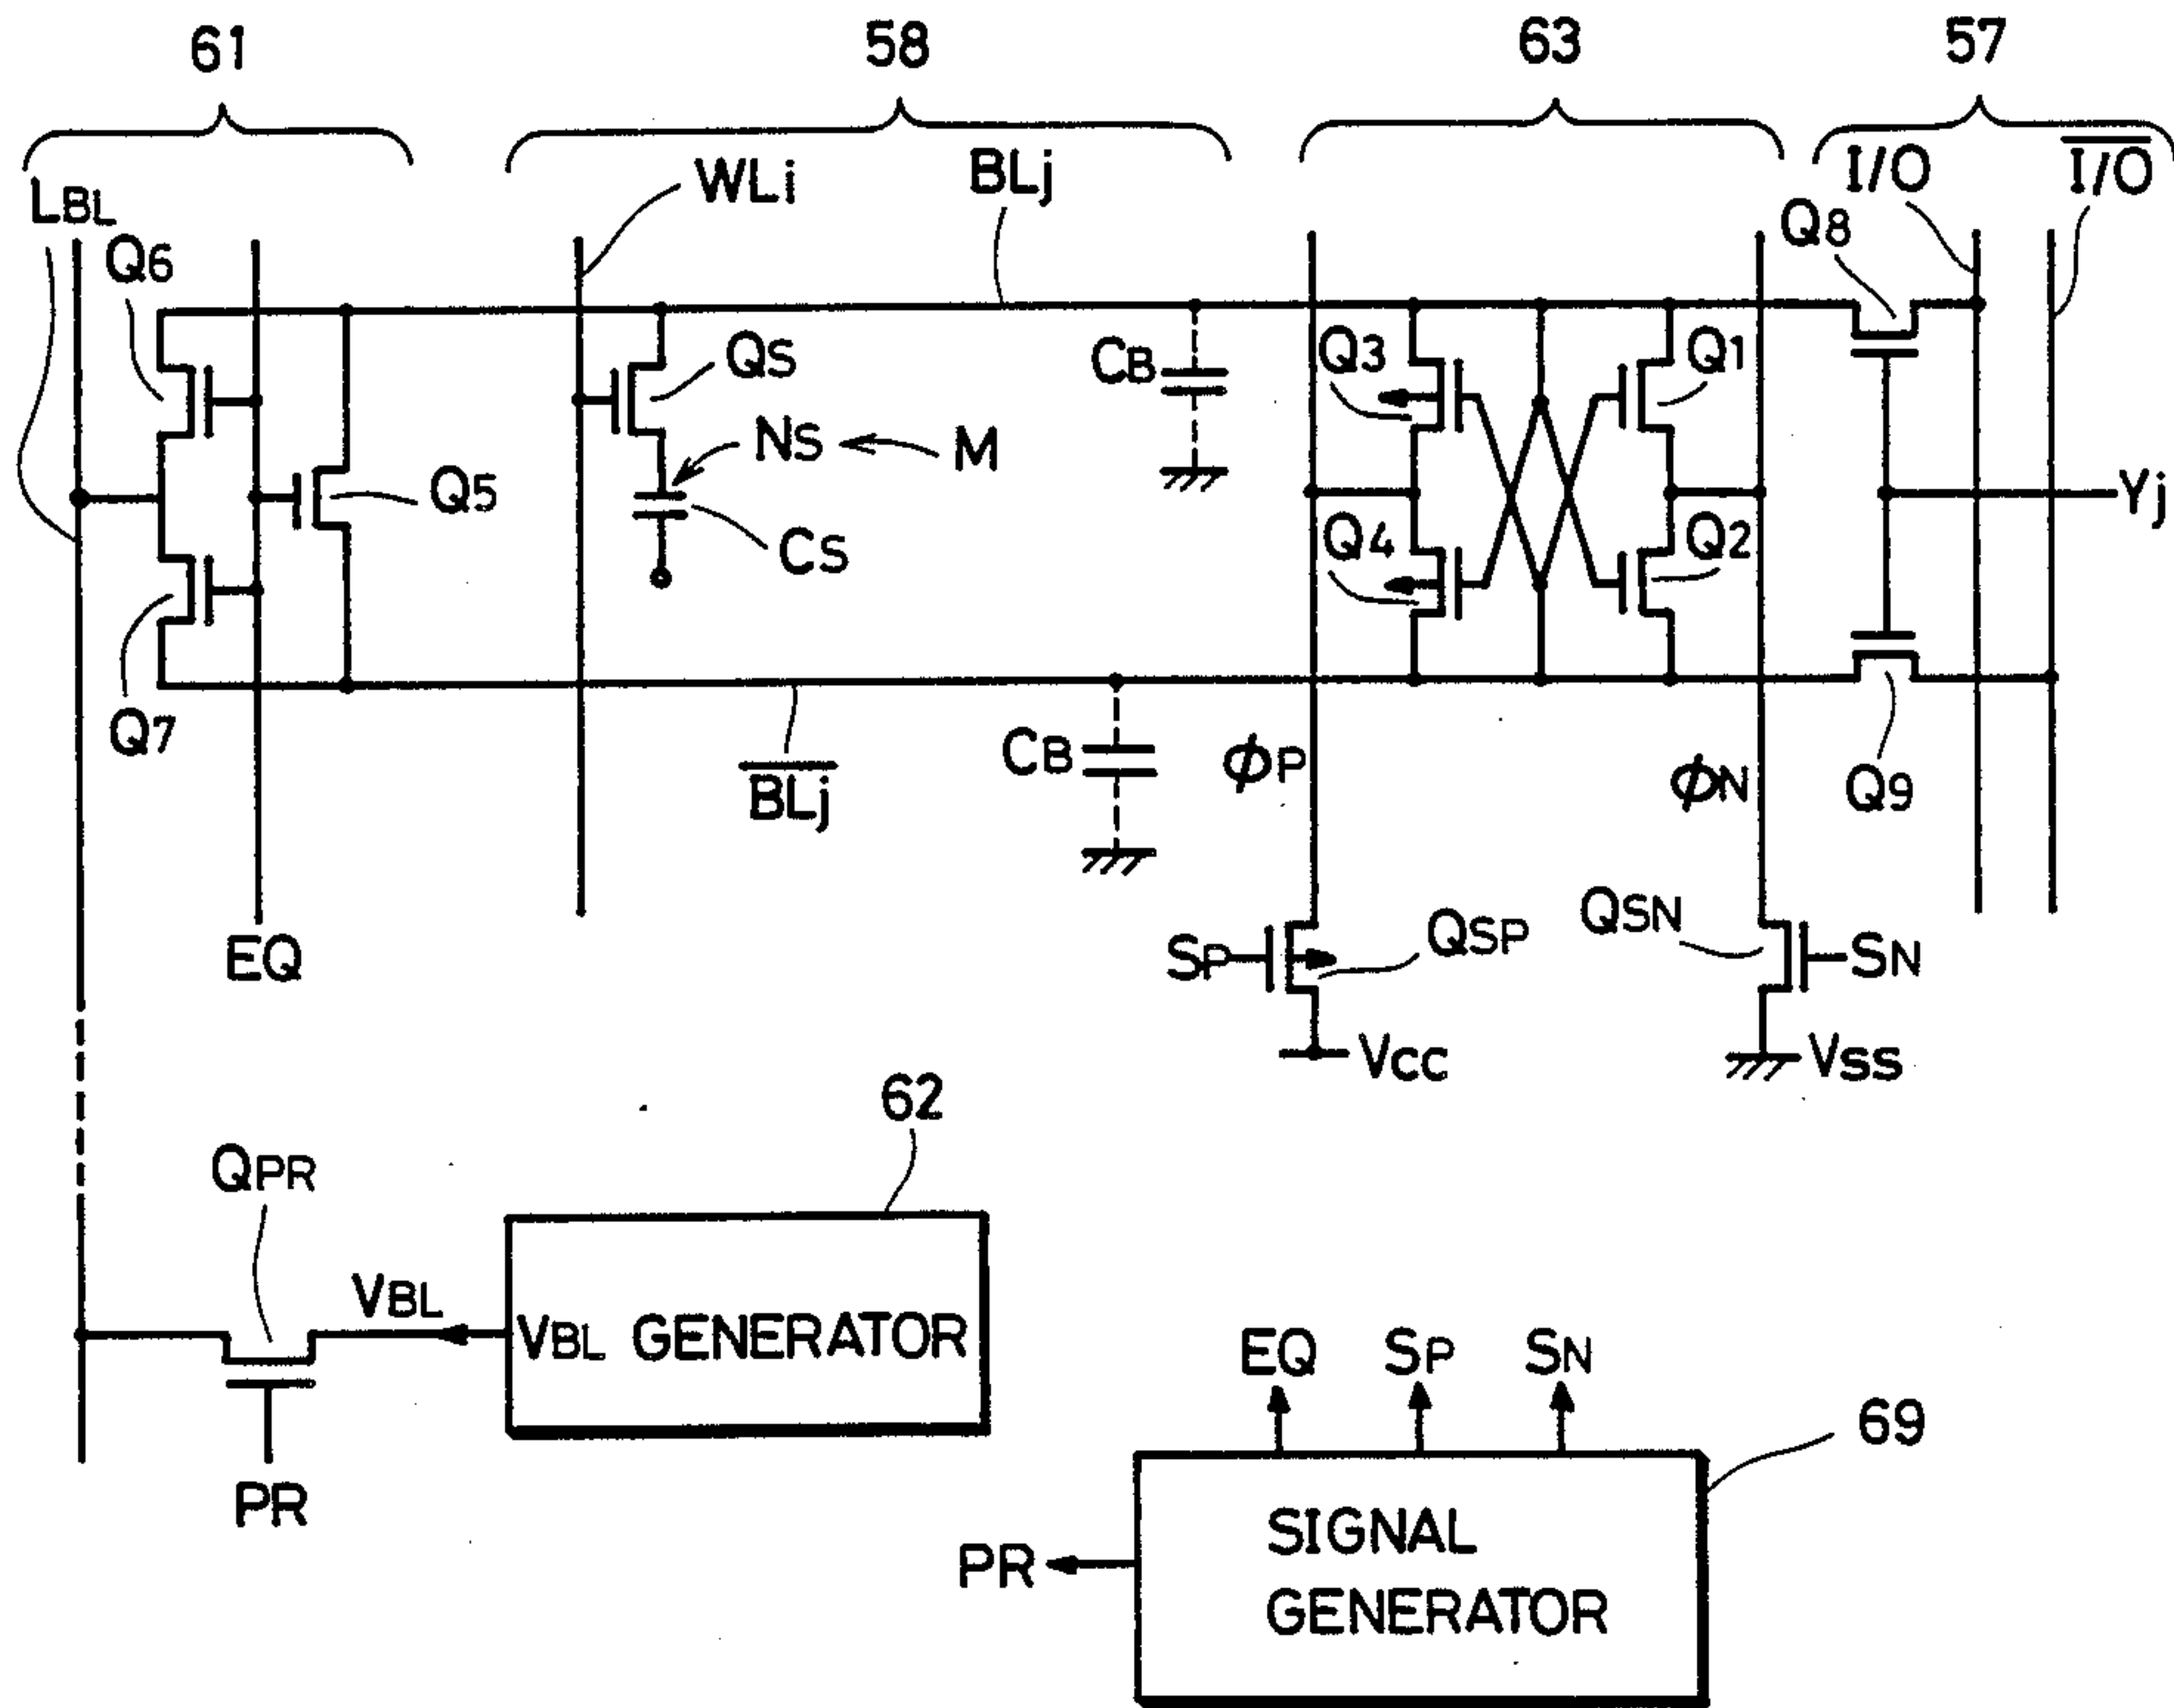 61
58
63
57
LBL
WLi
BLj
I/O
I/O
Q6
Q8
QS
CB
Q3
Q1
NS
M
Q5
Yj
CS
Q4
Q2
Q7
BLj
CB
ϕP
ϕN
Q9
EQ
SP
QSP
QSN
SN
VCC
VSS
62
QPR
VBL
VBL GENERATOR
PR
EQ
SP
SN
69
PR
SIGNAL
GENERATOR